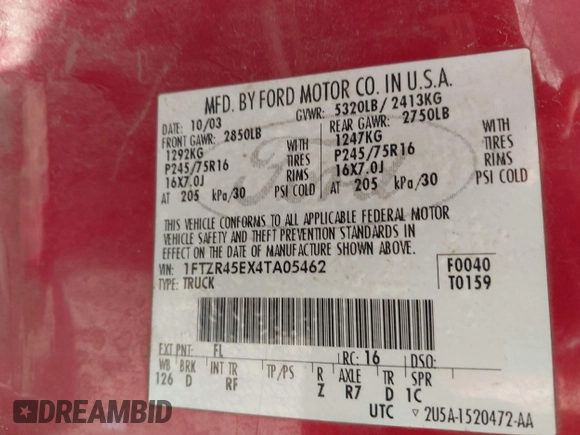 MFD. BY FORD MOTOR CO. IN U.S.A.
DATE: 10/03 GVWR: 5320LB/ 2413KG
FRONT GAWR: 2850LB REAR GAWR: 2750LB
1292KG WITH 1247KG WITH
P245/75R16 TIRES P245/75R16 TIRES
16X7.0J RIMS 16X7.0J RIMS
AT 205 kPa/30 PSI COLD AT 205 kPa/30 PSI COLD
Ford
THIS VEHICLE CONFORMS TO ALL APPLICABLE FEDERAL MOTOR
VEHICLE SAFETY AND THEFT PREVENTION STANDARDS IN
EFFECT ON THE DATE OF MANUFACTURE SHOWN ABOVE.
VIN: 1FTZR45EX4TA05462 F0040
TYPE: TRUCK T0159
EXT PNT: FL RC: 16 DSO:
WB BRK INT TR TP/PS R AXLE TR SPR
126 D RF Z R7 D 1C
UTC 2U5A-1520472-AA
DREAMBID